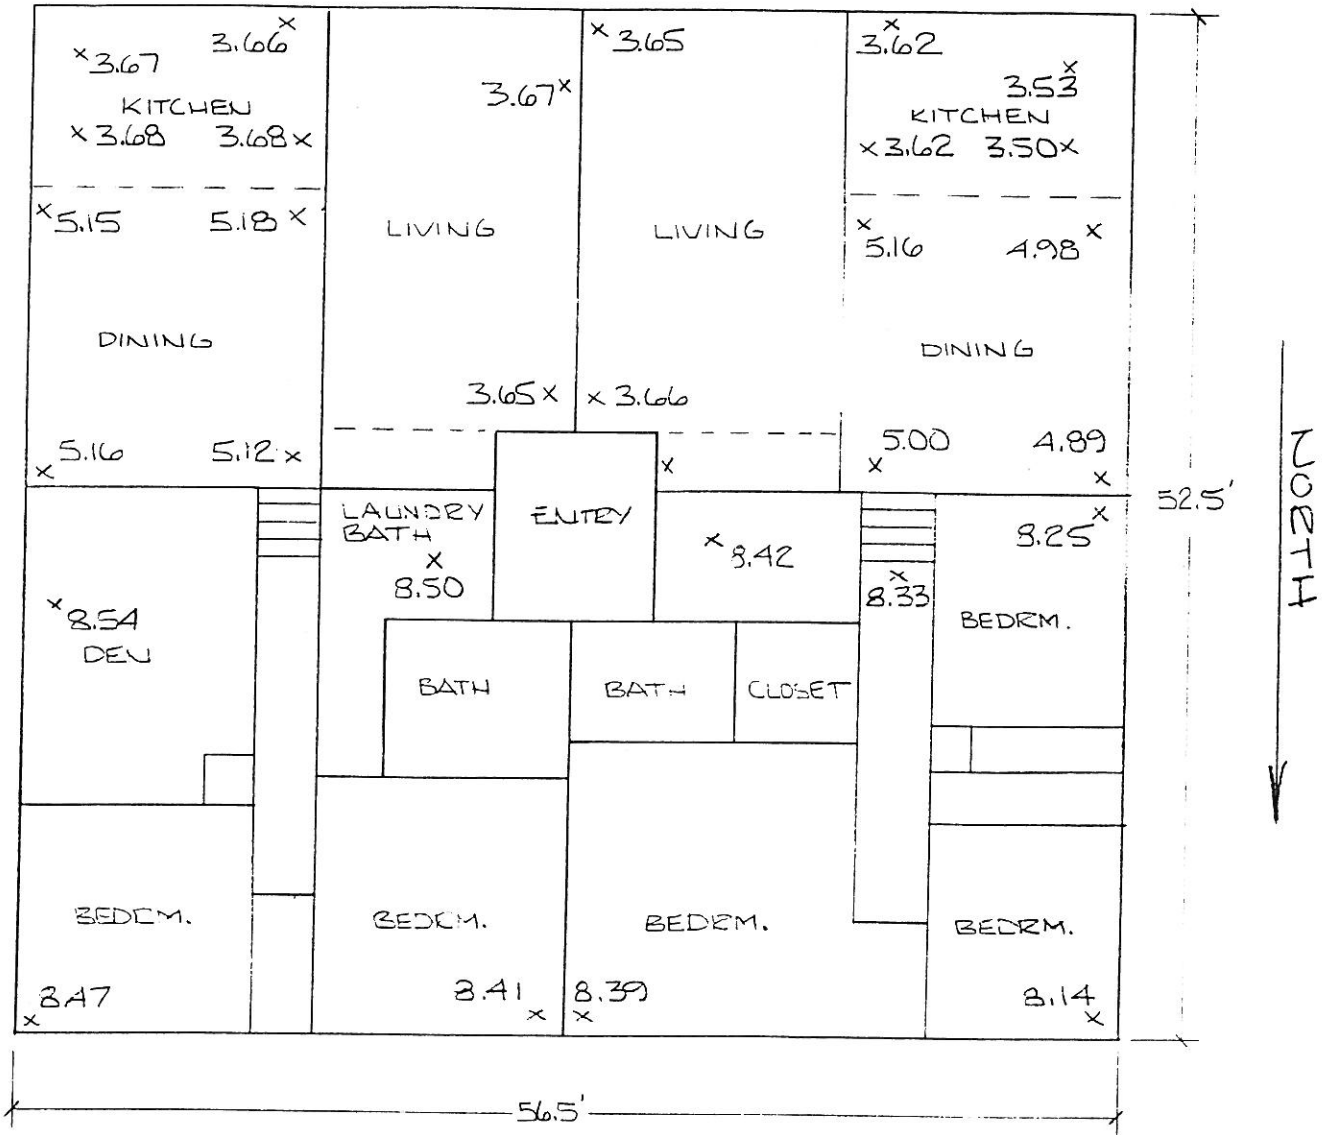 3.66 3.65 3.62
3.67 3.67 3.53
KITCHEN KITCHEN
3.68 3.68 3.62 3.50
5.15 5.18 LIVING LIVING 5.16 4.98
DINING DINING
3.65 3.66
5.16 5.12 5.00 4.89
52.5'
NORTH
LAUNDRY
BATH
ENTRY
8.25
8.42
8.50 8.33
8.54
DEN
BEDRM.
BATH BATH CLOSET
BEDRM. BEDRM. BEDRM. BEDRM.
8.47 8.41 8.39 8.14
56.5'